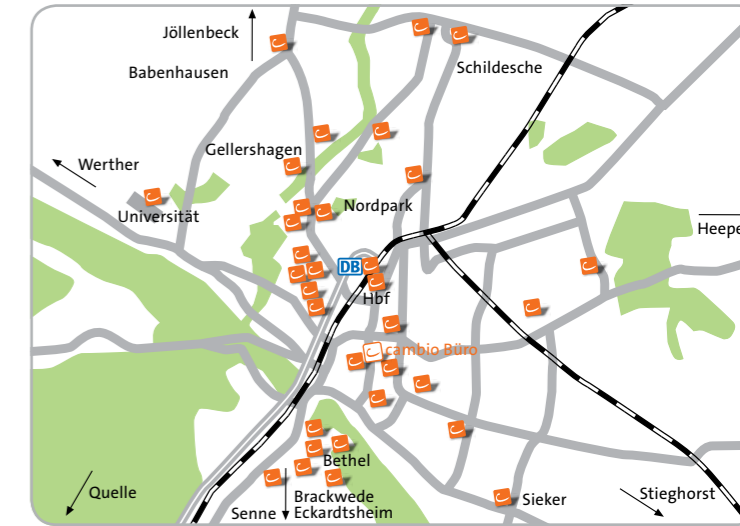 Jöllenbeck
Babenhausen
Schildesche
Gellershagen
Werther
Universität
Nordpark
Heepe
DB
Hbf
cambio Büro
Bethel
Quelle
Brackwede
Senne
Eckardtsheim
Sieker
Stieghorst